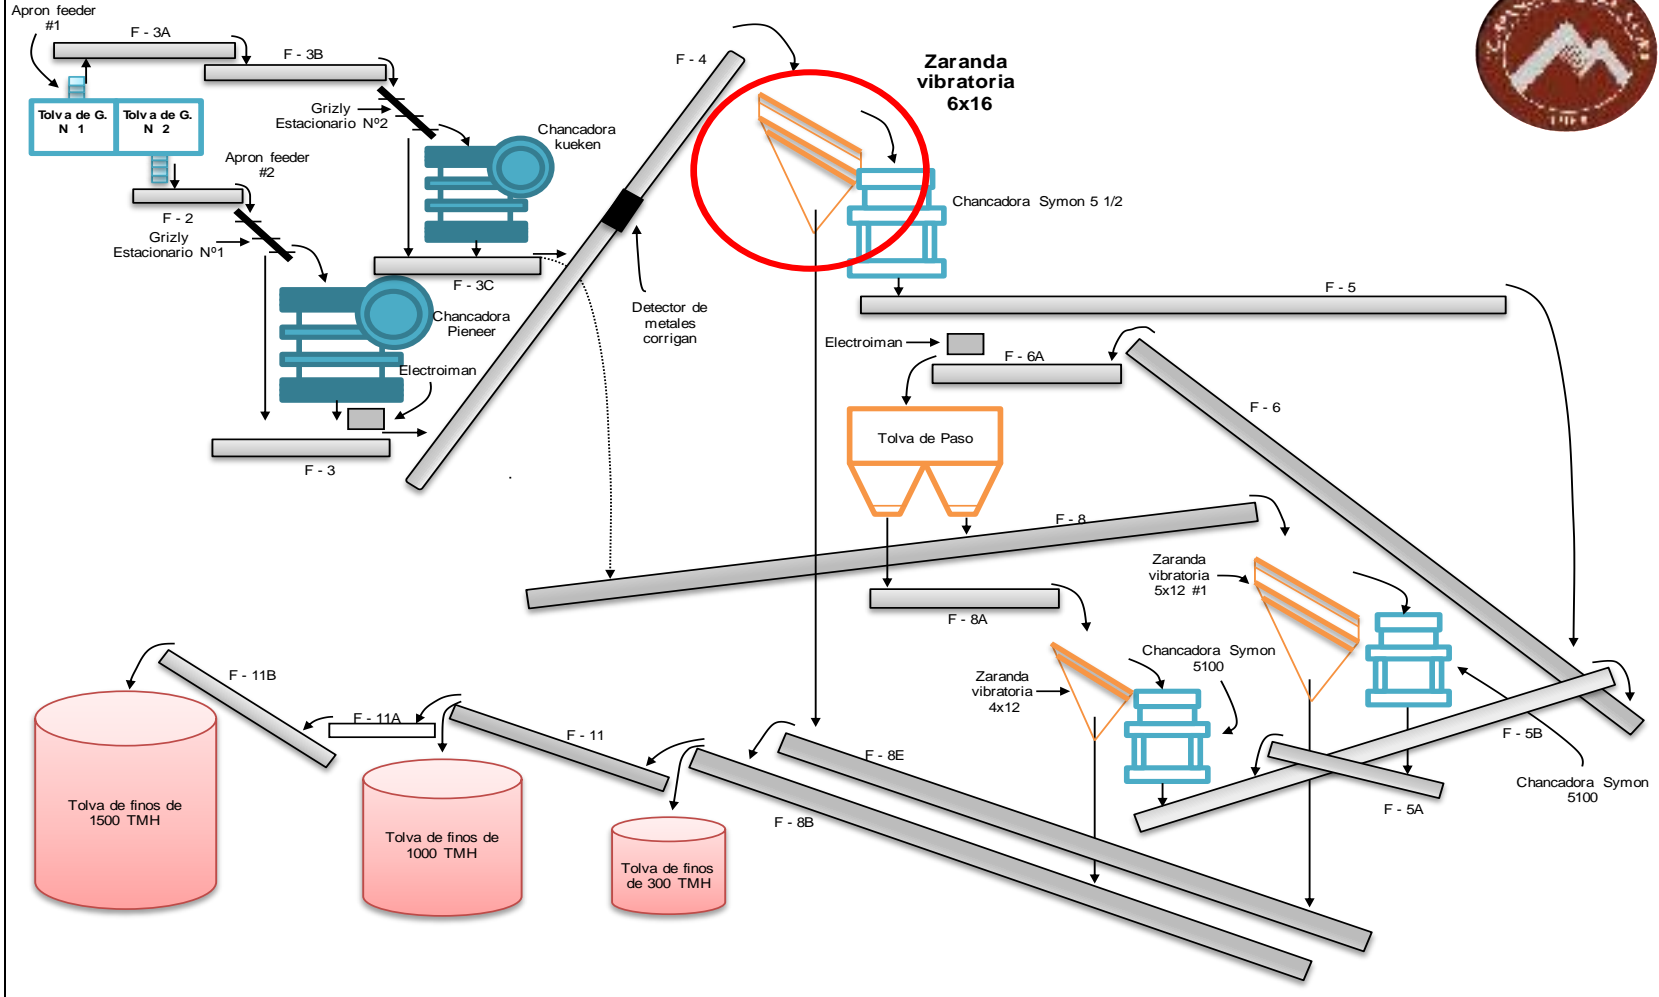 Apron feeder
#1
F - 3A
F - 3B
F - 4
Zaranda
vibratoria
6x16
Tolva de G.
N 1
Tolva de G.
N 2
Grizly
Estacionario Nº2
Chancadora
kueken
Apron feeder
#2
Chancadora Symon 5 1/2
F - 2
Grizly
Estacionario Nº1
F - 3C
F - 5
Detector de
metales
corrigan
Chancadora
Pieneer
Electroiman
F - 6A
Electroiman
F - 6
Tolva de Paso
F - 3
F - 8
Zaranda
vibratoria
5x12 #1
F - 8A
Chancadora Symon
5100
Zaranda
vibratoria
4x12
F - 11B
F - 11A
F - 11
F - 5B
F - 8E
Chancadora Symon
5100
Tolva de finos de
1500 TMH
F - 8B
F - 5A
Tolva de finos de
1000 TMH
Tolva de finos
de 300 TMH